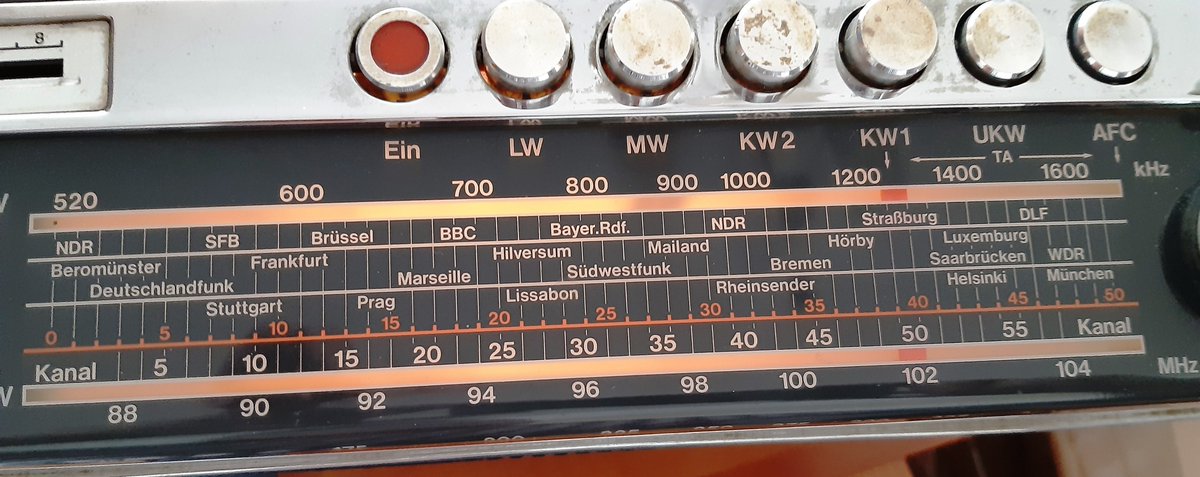 8
Ein LW MW KW2 KW1 UKW AFC
TA
520 600 700 800 900 1000 1200 1400 1600 kHz
NDR SFB Brüssel BBC Bayer.Rdf. NDR Straßburg DLF
Beromünster Frankfurt Hilversum Mailand Hörby Luxemburg
Deutschlandfunk Marseille Südwestfunk Bremen Saarbrücken WDR
Stuttgart Prag Lissabon Rheinsender Helsinki München
0 5 10 15 20 25 30 35 40 45 50
Kanal 5 10 15 20 25 30 35 40 45 50 55 Kanal
88 90 92 94 96 98 100 102 104 MHz